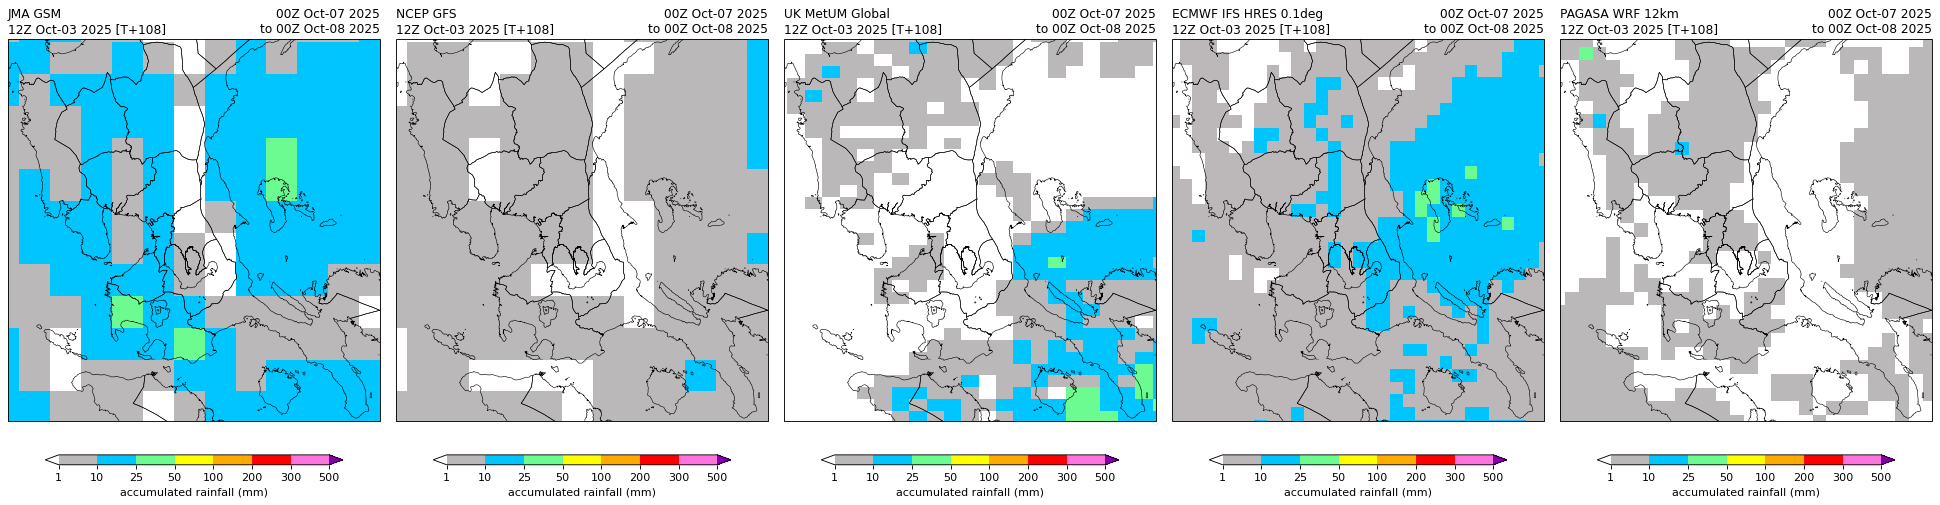 JMA GSM
00Z Oct-07 2025
12Z Oct-03 2025 [T+108]
to 00Z Oct-08 2025
1 10 25 50 100 200 300 500
accumulated rainfall (mm)
NCEP GFS
00Z Oct-07 2025
12Z Oct-03 2025 [T+108]
to 00Z Oct-08 2025
1 10 25 50 100 200 300 500
accumulated rainfall (mm)
UK MetUM Global
00Z Oct-07 2025
12Z Oct-03 2025 [T+108]
to 00Z Oct-08 2025
1 10 25 50 100 200 300 500
accumulated rainfall (mm)
ECMWF IFS HRES 0.1deg
00Z Oct-07 2025
12Z Oct-03 2025 [T+108]
to 00Z Oct-08 2025
1 10 25 50 100 200 300 500
accumulated rainfall (mm)
PAGASA WRF 12km
00Z Oct-07 2025
12Z Oct-03 2025 [T+108]
to 00Z Oct-08 2025
1 10 25 50 100 200 300 500
accumulated rainfall (mm)